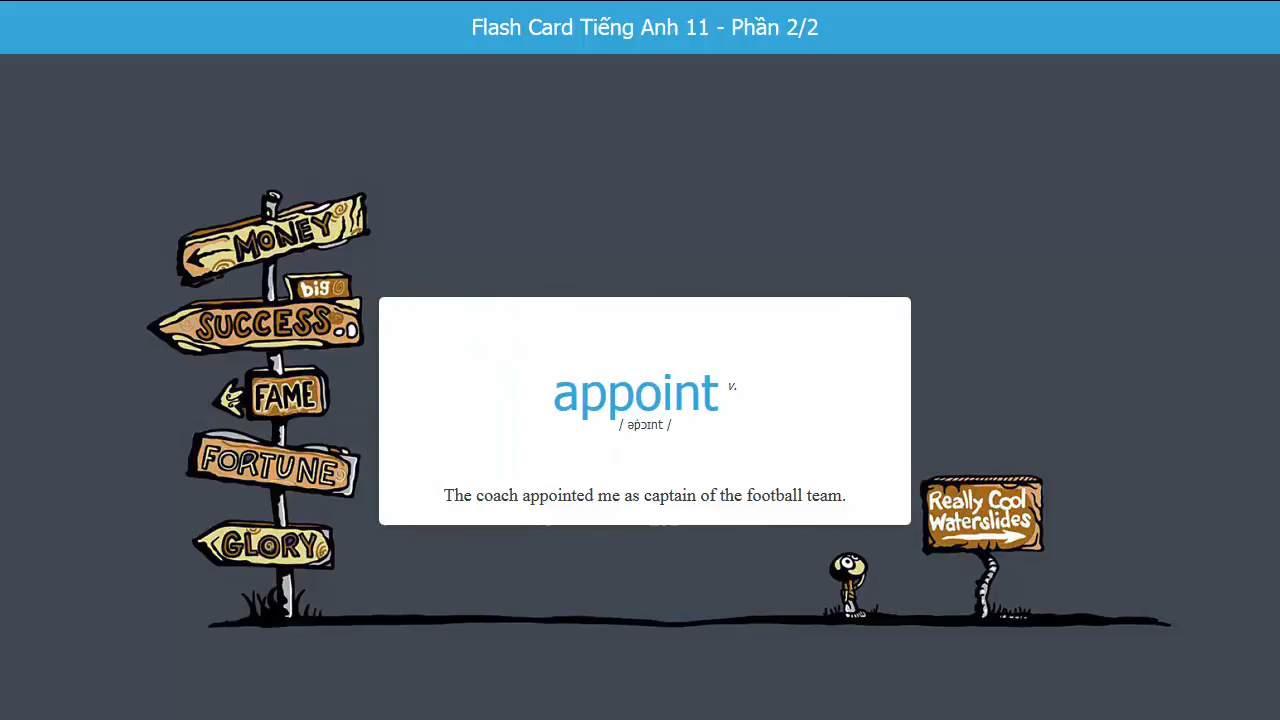 Flash Card Tiếng Anh 11 - Phần 2/2
MONEY
big
SUCCESS..
FAME
FORTUNE
GLORY
appoint v.
/ əpɔɪnt /
The coach appointed me as captain of the football team.
Really Cool
Waterslides